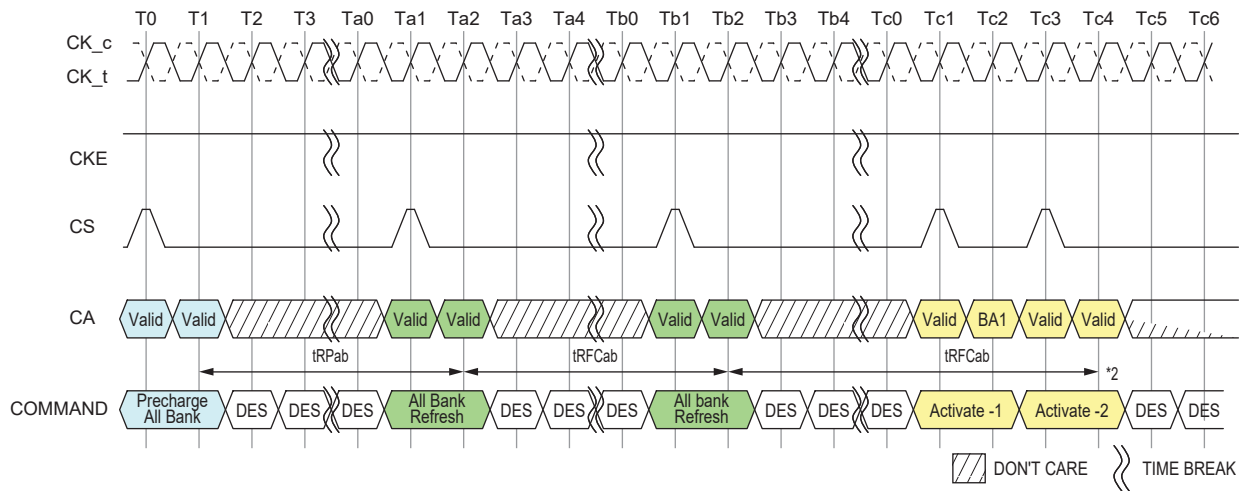 T0 T1 T2 T3 Ta0 Ta1 Ta2 Ta3 Ta4 Tb0 Tb1 Tb2 Tb3 Tb4 Tc0 Tc1 Tc2 Tc3 Tc4 Tc5 Tc6
CK_c
CK_t
CKE
CS
CA Valid Valid Valid Valid Valid Valid Valid BA1 Valid Valid
tRPab tRFCab tRFCab *2
COMMAND Precharge All Bank DES DES DES All Bank Refresh DES DES DES All bank Refresh DES DES DES Activate -1 Activate -2 DES DES
DON'T CARE TIME BREAK